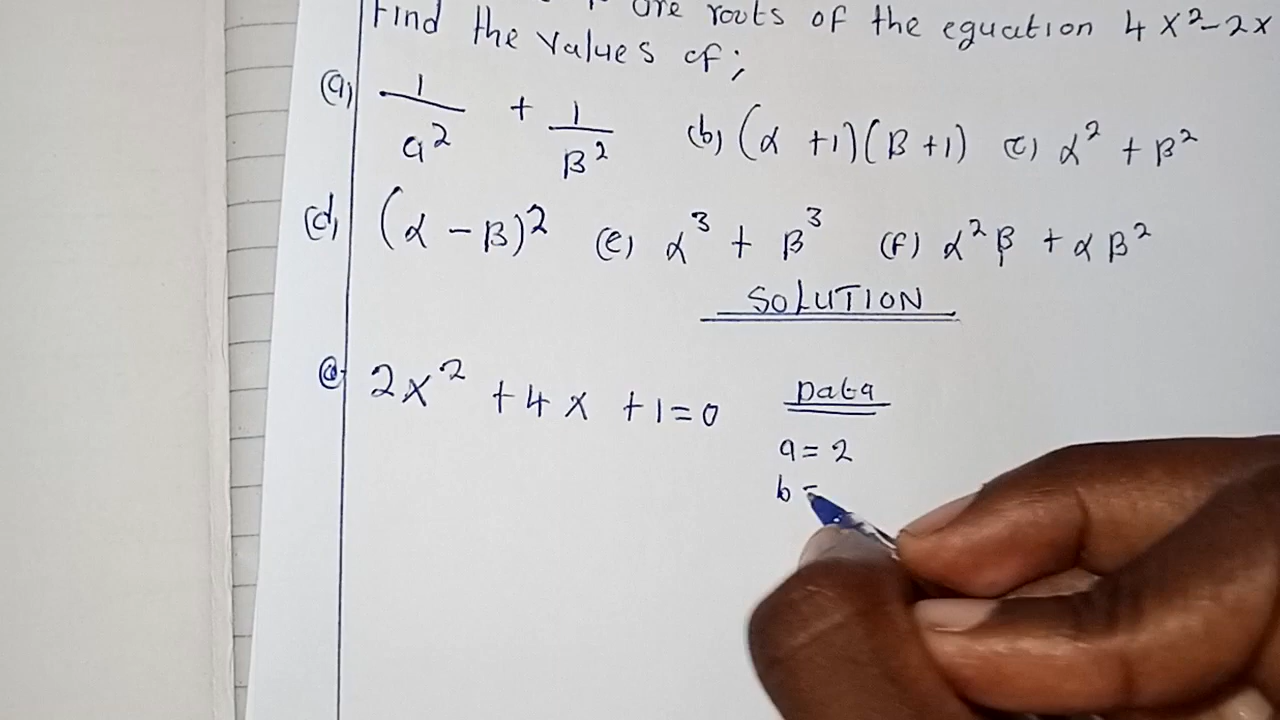 are roots of the equation 4x²-2x
Find the values of;
(a) 1/a² + 1/β² (b) (α +1)(β +1) (c) α² + β²
(d) (α - β)² (e) α³ + β³ (f) α²β + αβ²
SOLUTION
@ 2x² + 4x +1=0
Data
a= 2
b =